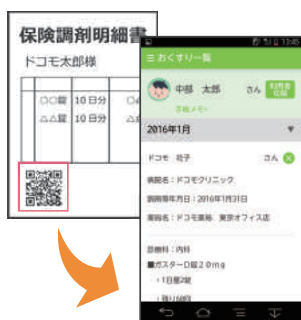 保険調剤明細書
ドコモ太郎様
○○錠 10日分
△△錠 10日分
11:45
おくすり一覧
中部 太郎 さん
2016年1月
ドコモ 花子 さん
病院名：ドコモクリニック
調剤等年月日：2016年1月31日
薬局名：ドコモ薬局 東京オフィス店
診療科：内科
■ガスターD錠20mg
・1日量2錠